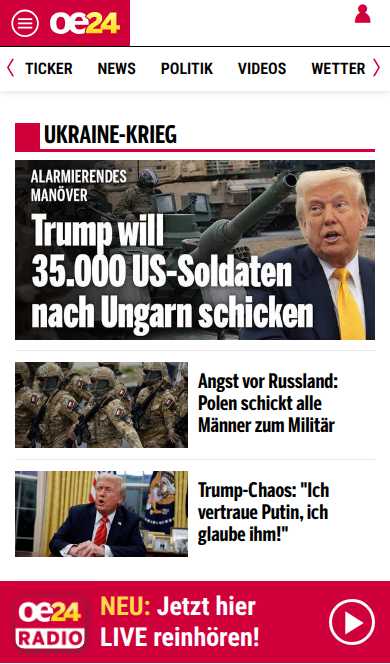 oe24
TICKER NEWS POLITIK VIDEOS WETTER
UKRAINE-KRIEG
ALARMIERENDES
MANÖVER
Trump will
35.000 US-Soldaten
nach Ungarn schicken
Angst vor Russland:
Polen schickt alle
Männer zum Militär
Trump-Chaos: "Ich
vertraue Putin, ich
glaube ihm!"
oe24
RADIO
NEU: Jetzt hier
LIVE reinhören!